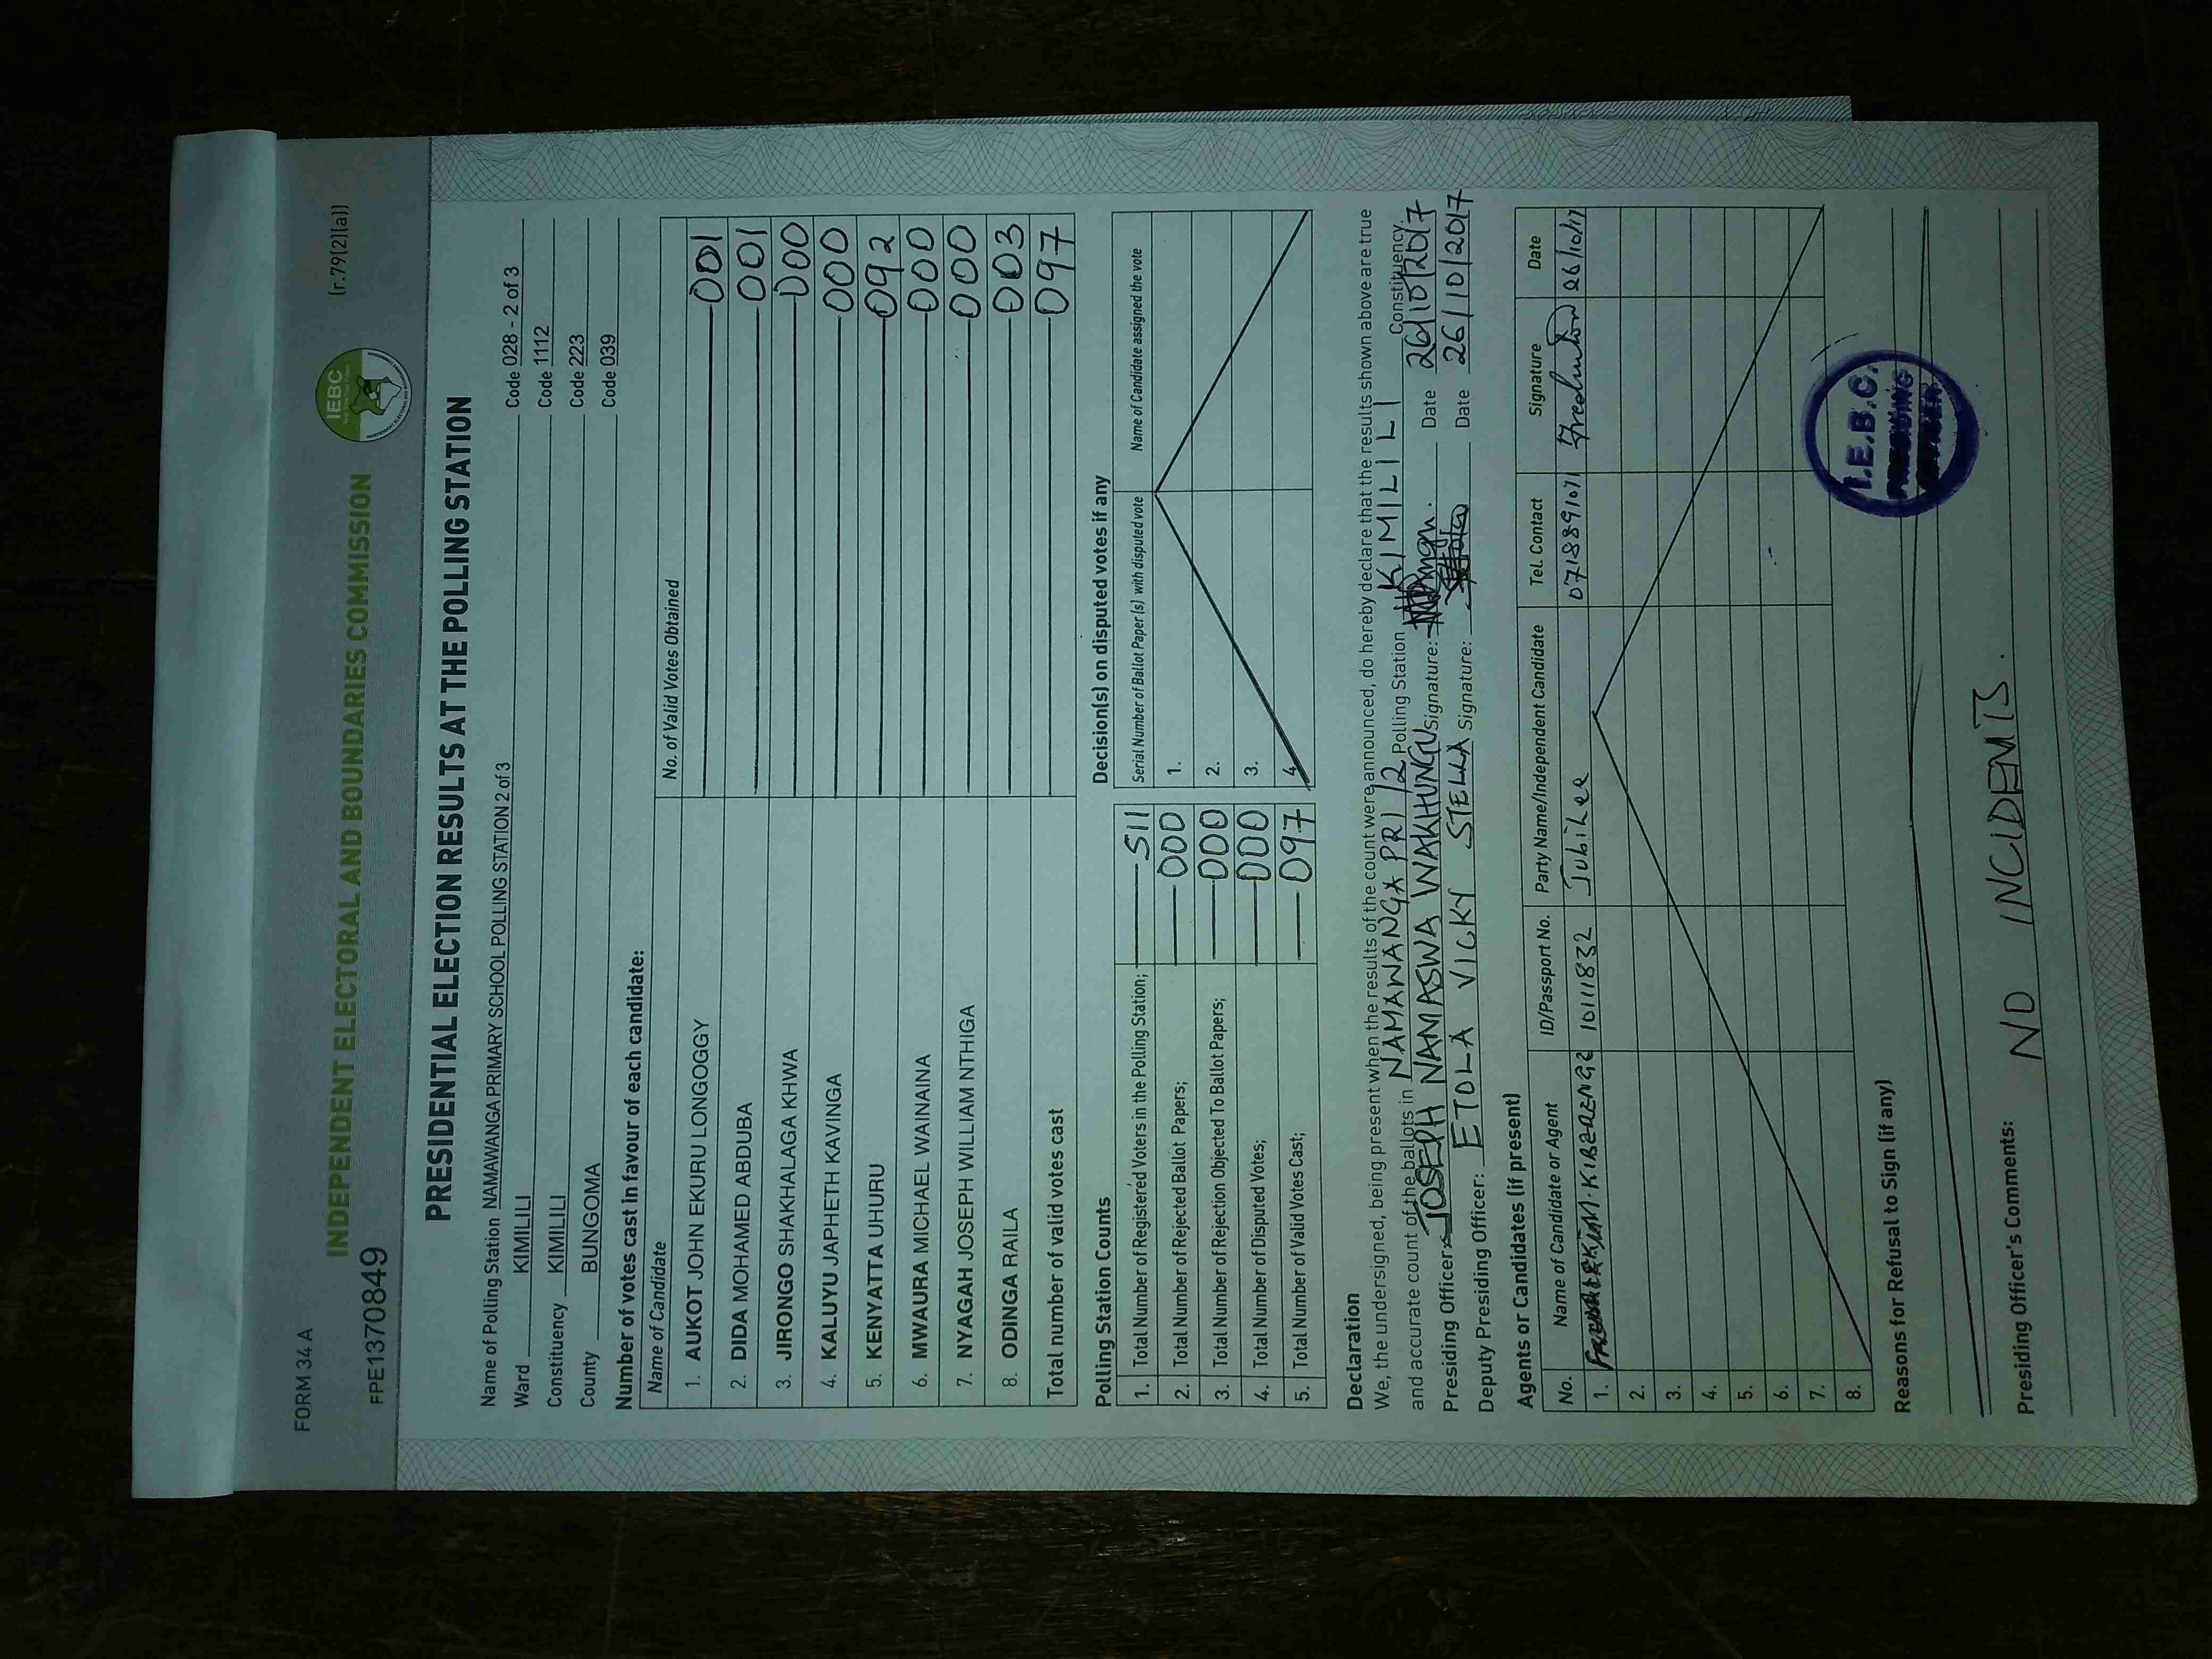 FORM 34 A
(r.79(2)(a))
INDEPENDENT ELECTORAL AND BOUNDARIES COMMISSION
IEBC
FPE1370849
PRESIDENTIAL ELECTION RESULTS AT THE POLLING STATION
Name of Polling Station NAMAWANGA PRIMARY SCHOOL POLLING STATION 2 of 3 Code 028 - 2 of 3
Ward KIMILILI Code 1112
Constituency KIMILILI Code 223
County BUNGOMA Code 039
Number of votes cast in favour of each candidate:
Name of Candidate No. of Valid Votes Obtained
1. AUKOT JOHN EKURU LONGOGGY 001
2. DIDA MOHAMED ABDUBA 001
3. JIRONGO SHAKHALAGA KHWA 000
4. KALUYU JAPHETH KAVINGA 000
5. KENYATTA UHURU 092
6. MWAURA MICHAEL WAINAINA 000
7. NYAGAH JOSEPH WILLIAM NTHIGA 000
8. ODINGA RAILA 003
Total number of valid votes cast 097
Polling Station Counts
1. Total Number of Registered Voters in the Polling Station; 511
2. Total Number of Rejected Ballot Papers; 000
3. Total Number of Rejection Objected To Ballot Papers; 000
4. Total Number of Disputed Votes; 000
5. Total Number of Valid Votes Cast; 097
Decision(s) on disputed votes if any
Serial Number of Ballot Paper (s) with disputed vote Name of Candidate assigned the vote
1.
2.
3.
4.
Declaration
We, the undersigned, being present when the results of the count were announced, do hereby declare that the results shown above are true
and accurate count of the ballots in NAMAWANGA PRI /2 Polling Station KIMILILI Constituency.
Presiding Officer: JOSEPH NAMASWA WAKHUNGU Signature: Date 26/10/2017
Deputy Presiding Officer: ETOLA VICKY STELLA Signature: Date 26/10/2017
Agents or Candidates (if present)
No. Name of Candidate or Agent ID/Passport No. Party Name/Independent Candidate Tel. Contact Signature Date
1. 10111832 Jubilee 0718891071 26/10/17
2.
3.
4.
5.
6.
7.
8.
I.E.B.C.
PRESIDING
OFFICER
Reasons for Refusal to Sign (if any)
Presiding Officer's Comments:
NO INCIDENTS.